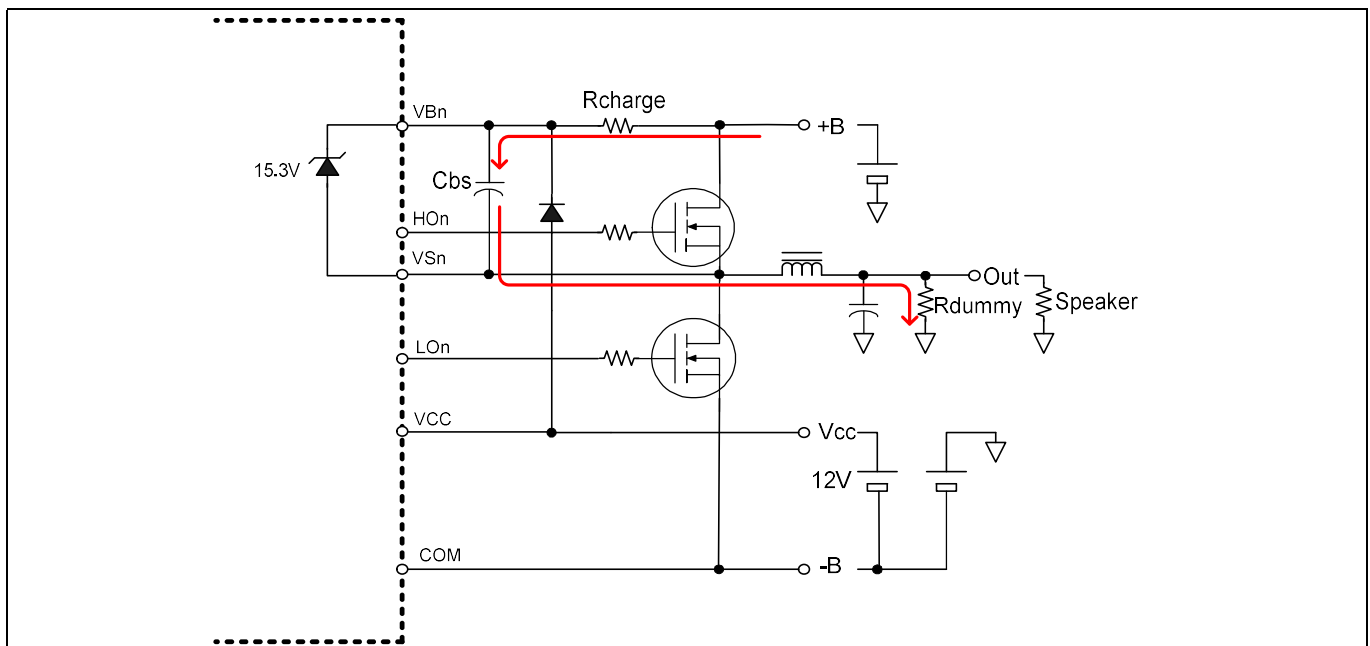 Rcharge
VBn
+B
15.3V
Cbs
HOn
VSn
Out
Rdummy
Speaker
LOn
VCC
Vcc
12V
COM
-B